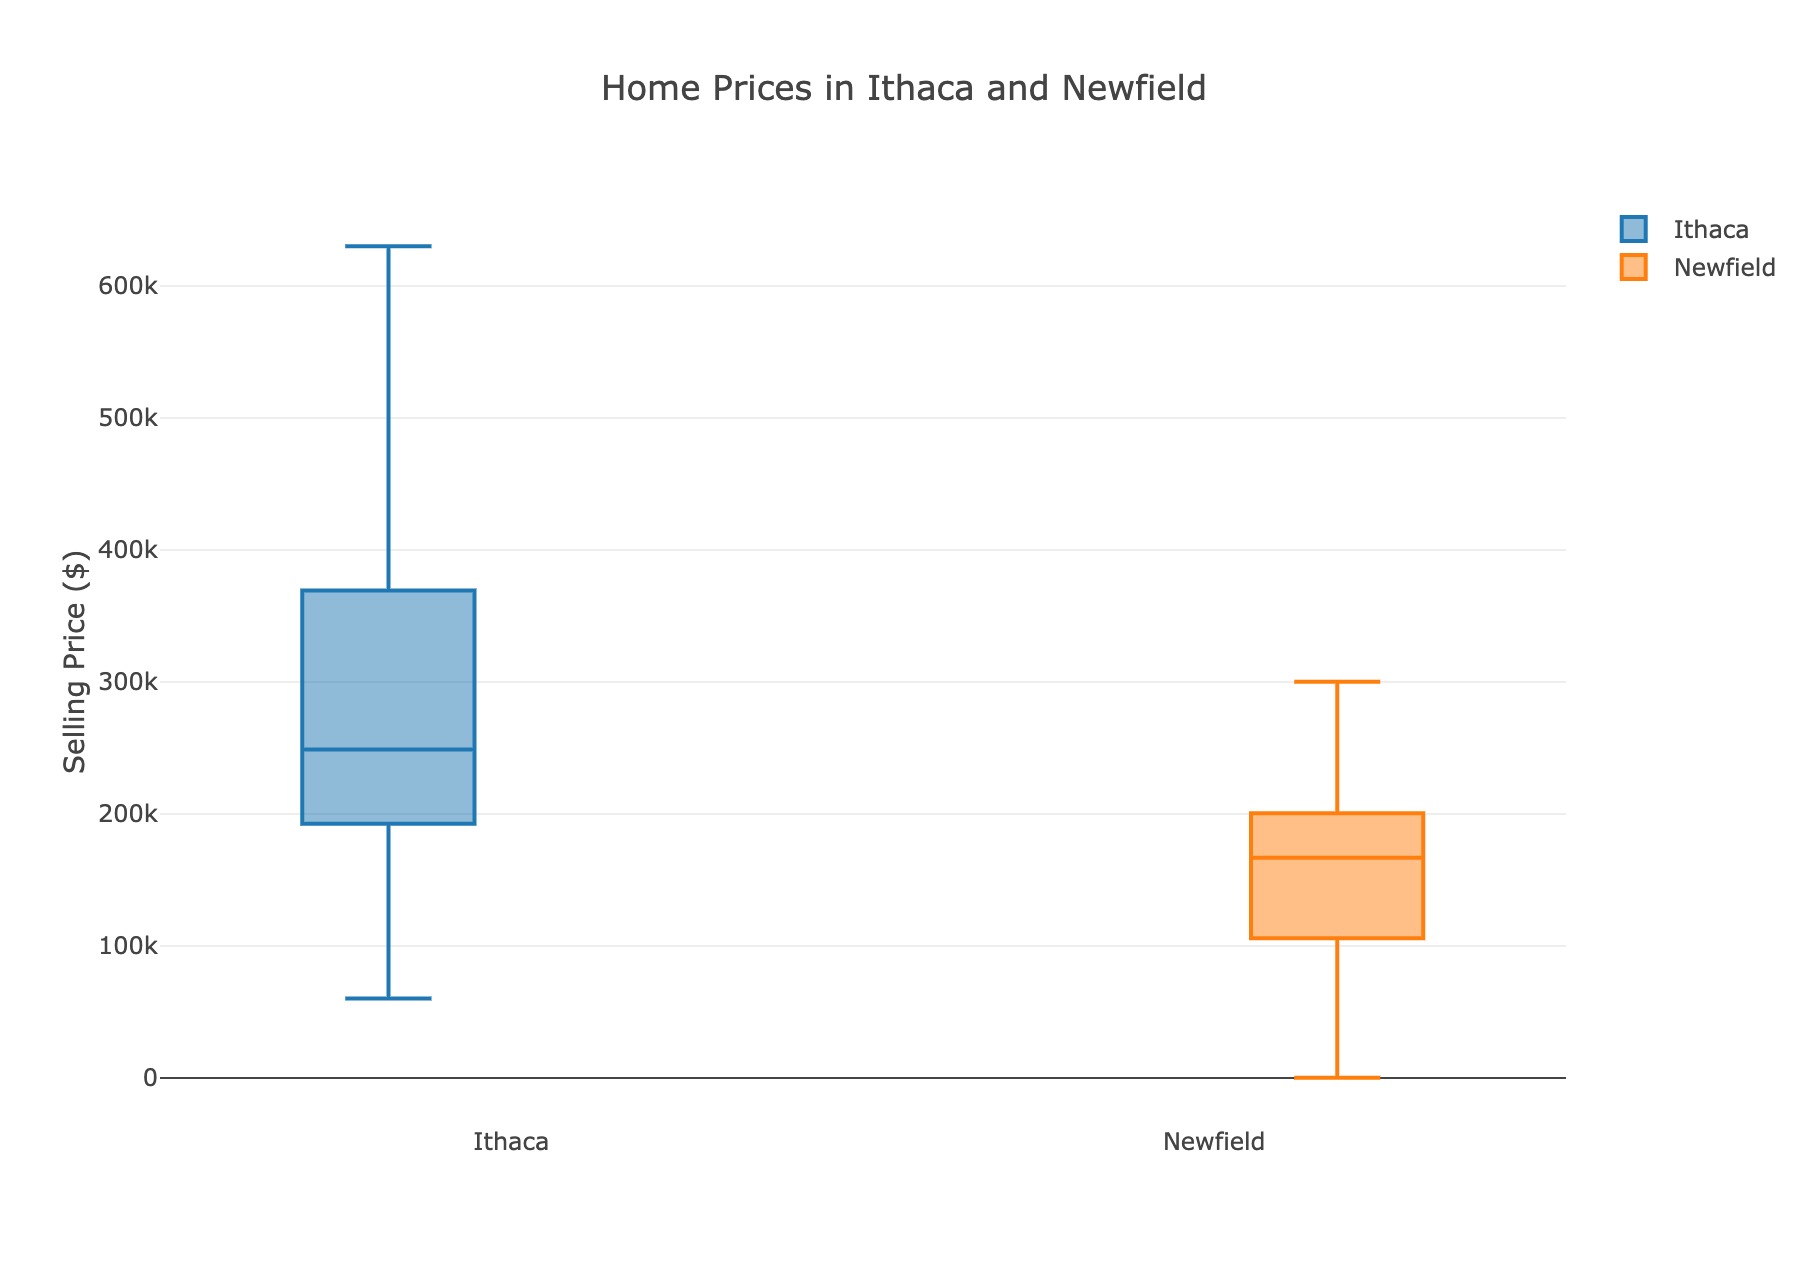 Home Prices in Ithaca and Newfield
Ithaca
Newfield
Selling Price ($)
600k
500k
400k
300k
200k
100k
0
Ithaca
Newfield